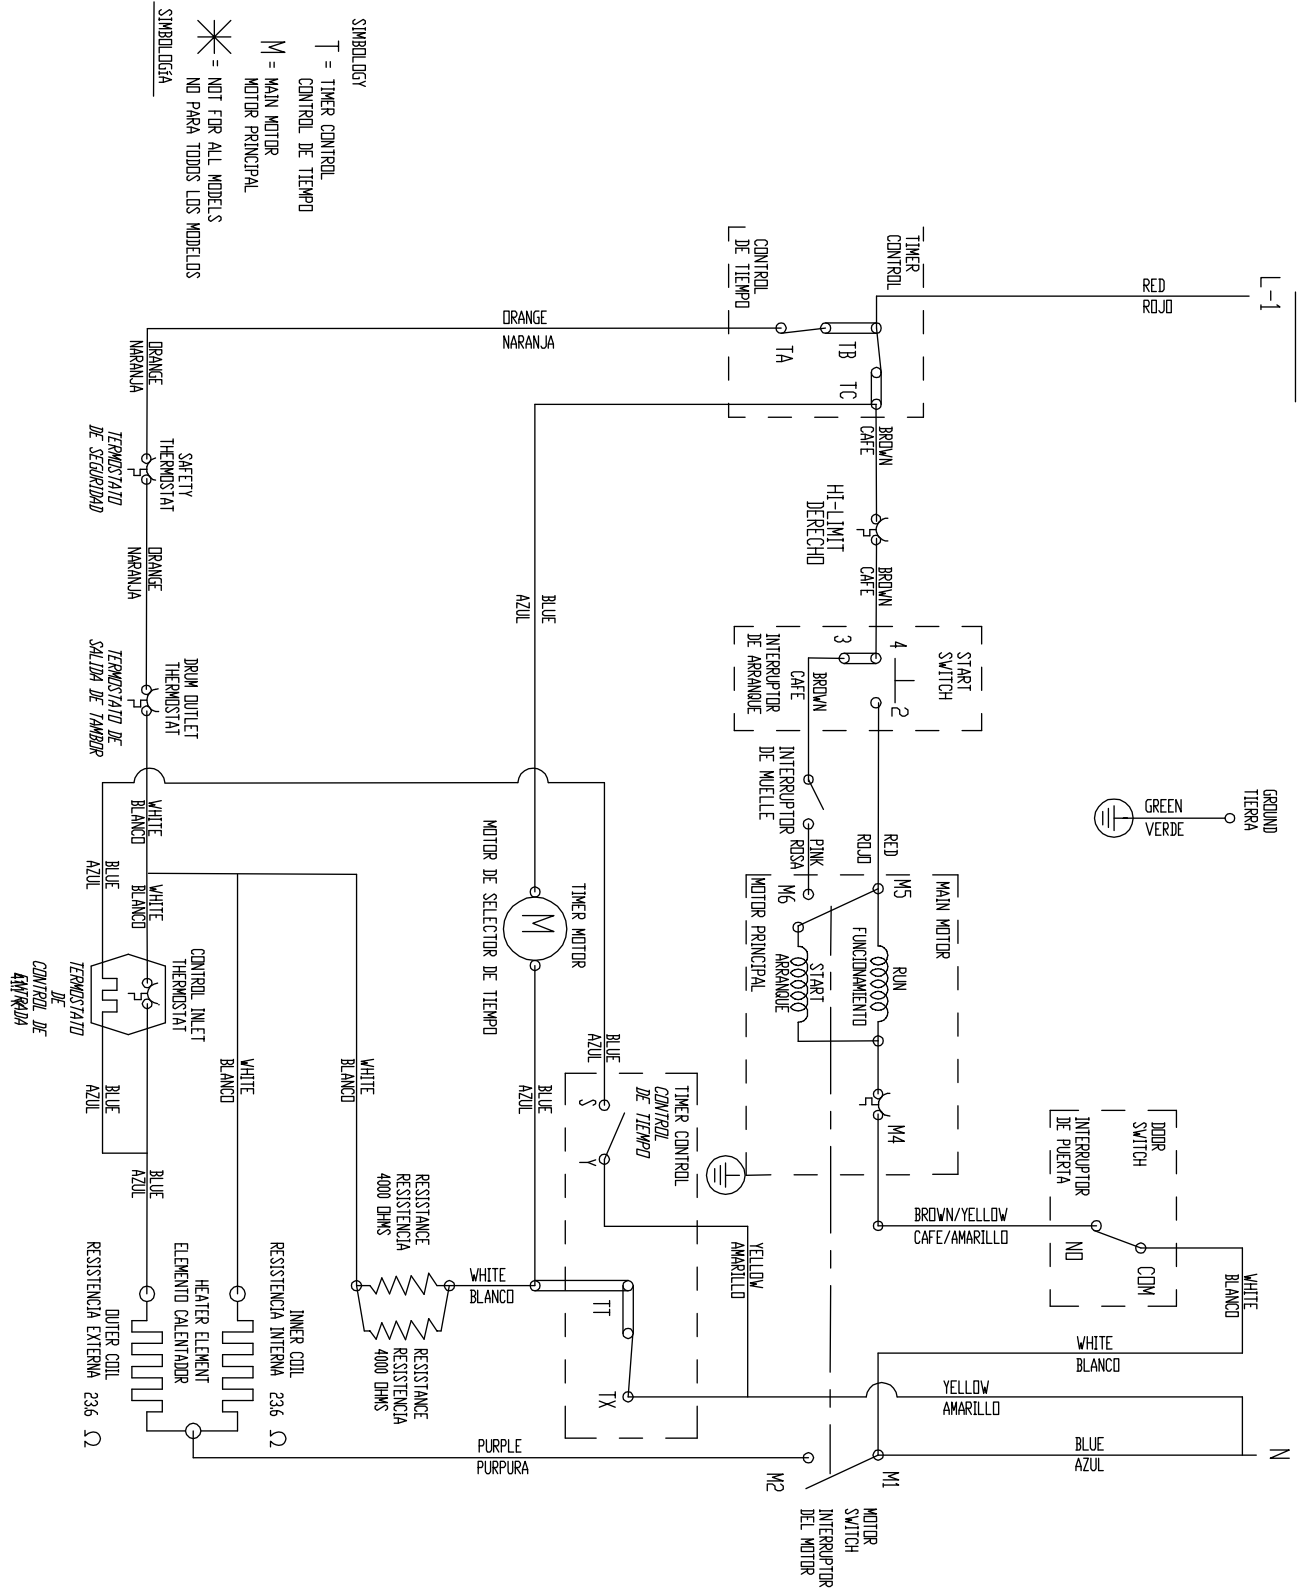 L-1
RED
ROJO
TIMER
CONTROL
CONTROL
DE TIEMPO
TA
TB
TC
ORANGE
NARANJA
SIMBOLOGY
T = TIMER CONTROL
CONTROL DE TIEMPO
M = MAIN MOTOR
MOTOR PRINCIPAL
= NOT FOR ALL MODELS
NO PARA TODOS LOS MODELOS
SIMBOLOGíA
ORANGE
NARANJA
SAFETY
THERMOSTAT
TERMOSTATO
DE SEGURIDAD
ORANGE
NARANJA
DRUM OUTLET
THERMOSTAT
TERMOSTATO DE
SALIDA DE TAMBOR
BROWN
CAFE
HI-LIMIT
DERECHO
BROWN
CAFE
BLUE
AZUL
START
SWITCH
4
3
2
INTERRUPTOR
DE ARRANQUE
BROWN
CAFE
INTERRUPTOR
DE MUELLE
PINK
ROSA
RED
ROJO
GROUND
TIERRA
GREEN
VERDE
MAIN MOTOR
M5
M6
MOTOR PRINCIPAL
RUN
FUNCIONAMIENTO
START
ARRANQUE
M4
TIMER MOTOR
M
MOTOR DE SELECTOR DE TIEMPO
WHITE
BLANCO
BLUE
AZUL
WHITE
BLANCO
CONTROL INLET
THERMOSTAT
TERMOSTATO
DE
CONTROL DE
ENTRADA
BLUE
AZUL
WHITE
BLANCO
WHITE
BLANCO
BLUE
AZUL
BLUE
AZUL
BLUE
AZUL
TIMER CONTROL
CONTROL
DE TIEMPO
S
Y
TT
TX
YELLOW
AMARILLO
RESISTANCE
RESISTENCIA
4000 OHMS
RESISTANCE
RESISTENCIA
4000 OHMS
WHITE
BLANCO
INNER COIL
RESISTENCIA INTERNA 23.6 Ω
HEATER ELEMENT
ELEMENTO CALENTADOR
OUTER COIL
RESISTENCIA EXTERNA 23.6 Ω
PURPLE
PURPURA
DOOR
SWITCH
INTERRUPTOR
DE PUERTA
NO
COM
BROWN/YELLOW
CAFE/AMARILLO
WHITE
BLANCO
WHITE
BLANCO
YELLOW
AMARILLO
BLUE
AZUL
N
M1
M2
MOTOR
SWITCH
INTERRUPTOR
DEL MOTOR